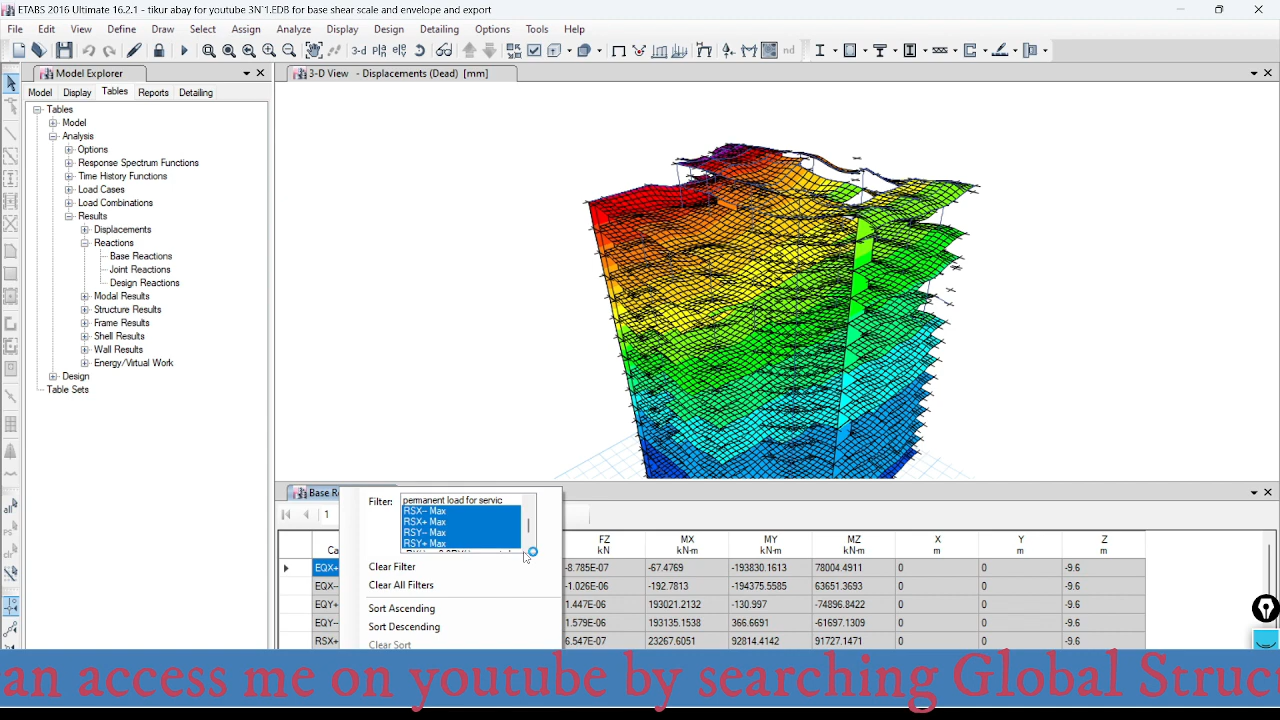 ETABS 2016 Ultimate 16.2.1 - tikur abay for youtube 3N`1.EDB for base shear scale and envelope and export
File Edit View Define Draw Select Assign Analyze Display Design Detailing Options Tools Help
3-d nd
Model Explorer
3-D View - Displacements (Dead) [mm]
Model Display Tables Reports Detailing
Tables
Model
Analysis
Options
Response Spectrum Functions
Time History Functions
Load Cases
Load Combinations
Results
Displacements
Reactions
Base Reactions
Joint Reactions
Design Reactions
Modal Results
Structure Results
Frame Results
Shell Results
Wall Results
Energy/Virtual Work
Design
Table Sets
all
PS
clr
Base Re
1
Filter: permanent load for servic
RSX-- Max
RSX+ Max
RSY-- Max
RSY+ Max
Clear Filter
Clear All Filters
Sort Ascending
Sort Descending
Clear Sort
Ca FZ MX MY MZ X Y Z
kN kN-m kN-m kN-m m m m
EQX+ -8.785E-07 -67.4769 -193830.1613 78004.4911 0 0 -9.6
EQX-- -1.026E-06 -192.7813 -194375.5585 63651.3693 0 0 -9.6
EQY+ 1.447E-06 193021.2132 -130.997 -74896.8422 0 0 -9.6
EQY-- 1.579E-06 193135.1538 366.6691 -61697.1309 0 0 -9.6
RSX+ 6.547E-07 23267.6051 92814.4142 91727.1471 0 0 -9.6
an access me on youtube by searching Global Struc